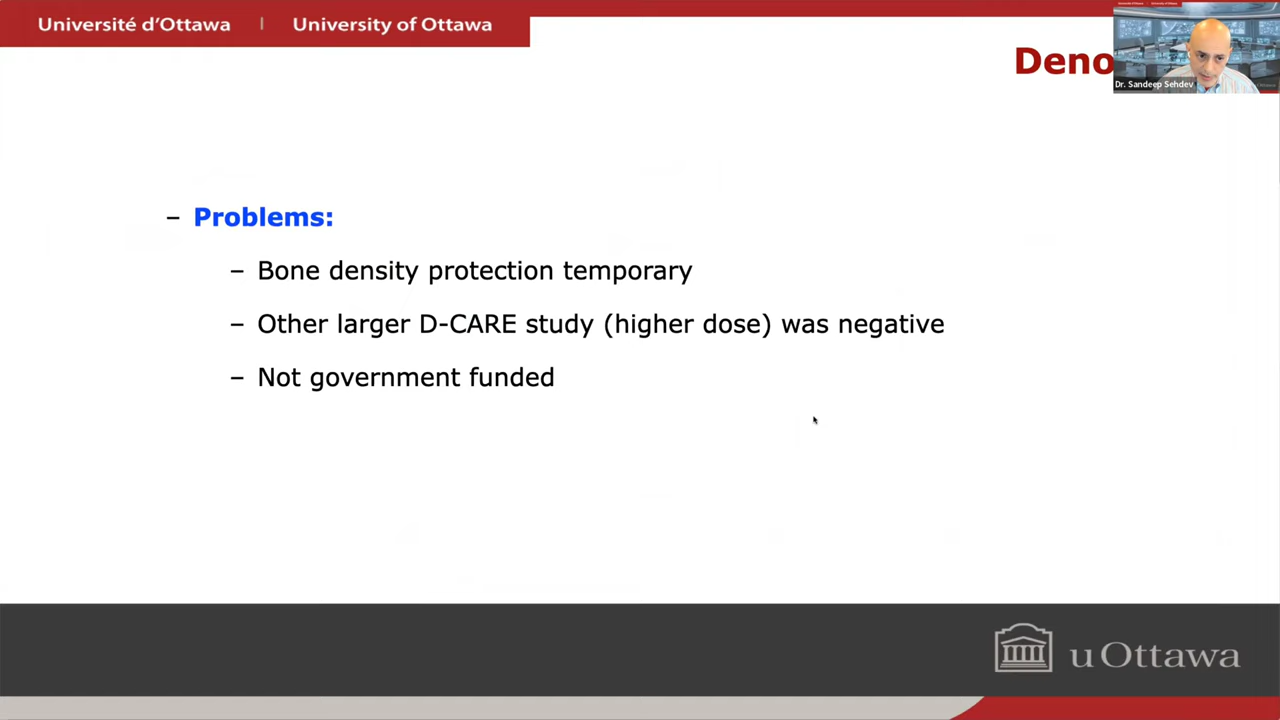 Université d'Ottawa | University of Ottawa
Deno
Dr. Sandeep Sehdev
– Problems:
– Bone density protection temporary
– Other larger D-CARE study (higher dose) was negative
– Not government funded
uOttawa